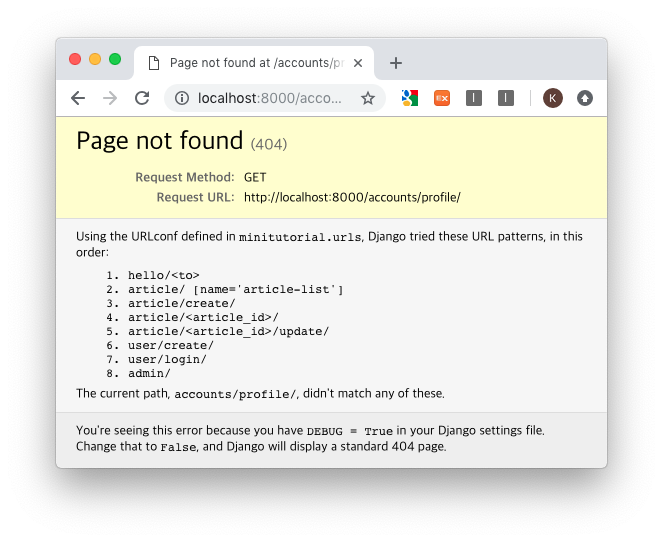 Page not found at /accounts/pr
localhost:8000/acco...
EX
K
Page not found (404)
Request Method: GET
Request URL: http://localhost:8000/accounts/profile/
Using the URLconf defined in minitutorial.urls, Django tried these URL patterns, in this
order:
1. hello/<to>
2. article/ [name='article-list']
3. article/create/
4. article/<article_id>/
5. article/<article_id>/update/
6. user/create/
7. user/login/
8. admin/
The current path, accounts/profile/, didn't match any of these.
You're seeing this error because you have DEBUG = True in your Django settings file.
Change that to False, and Django will display a standard 404 page.